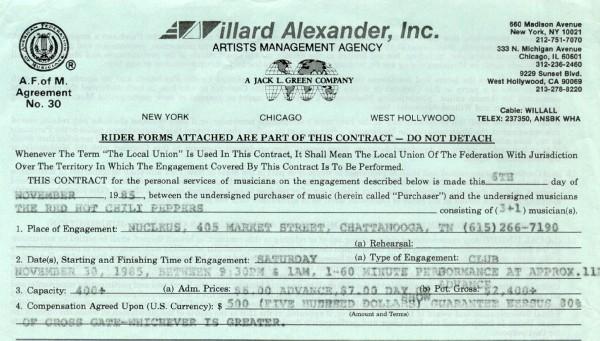 Willard Alexander, Inc.
ARTISTS MANAGEMENT AGENCY
A JACK L. GREEN COMPANY
A.F. of M.
Agreement
No. 30
660 Madison Avenue
New York, NY 10021
212-751-7070
333 N. Michigan Avenue
Chicago, IL 60601
312-236-2460
9229 Sunset Blvd.
West Hollywood, CA 90069
213-278-8220
Cable: WILLALL
TELEX: 237350, ANSBK WHA
NEW YORK CHICAGO WEST HOLLYWOOD
RIDER FORMS ATTACHED ARE PART OF THIS CONTRACT — DO NOT DETACH
Whenever The Term "The Local Union" Is Used In This Contract, It Shall Mean The Local Union Of The Federation With Jurisdiction
Over The Territory In Which The Engagement Covered By This Contract Is To Be Performed.
THIS CONTRACT for the personal services of musicians on the engagement described below is made this 6TH day of
NOVEMBER, 1985, between the undersigned purchaser of music (herein called "Purchaser") and the undersigned musicians
THE RED HOT CHILI PEPPERS consisting of (3+1) musician(s).
1. Place of Engagement: NUCLEUS, 405 MARKET STREET, CHATTANOOGA, TN (615)266-7190
(a) Rehearsal:
2. Date(s), Starting and Finishing Time of Engagement: SATURDAY (a) Type of Engagement: CLUB
NOVEMBER 30, 1985, BETWEEN 9:30PM & 1AM, 1-60 MINUTE PERFORMANCE AT APPROX.
3. Capacity: 400+ (a) Adm. Prices: $6.00 ADVANCE, $7.00 DAY (b) Pot. Gross: $2,400+
ADVANCE
SHOW
4. Compensation Agreed Upon (U.S. Currency): $ 500 (FIVE HUNDRED DOLLARS) GUARANTEE VERSUS 80%
(Amount and Terms)
OF GROSS GATE-WHICHEVER IS GREATER.